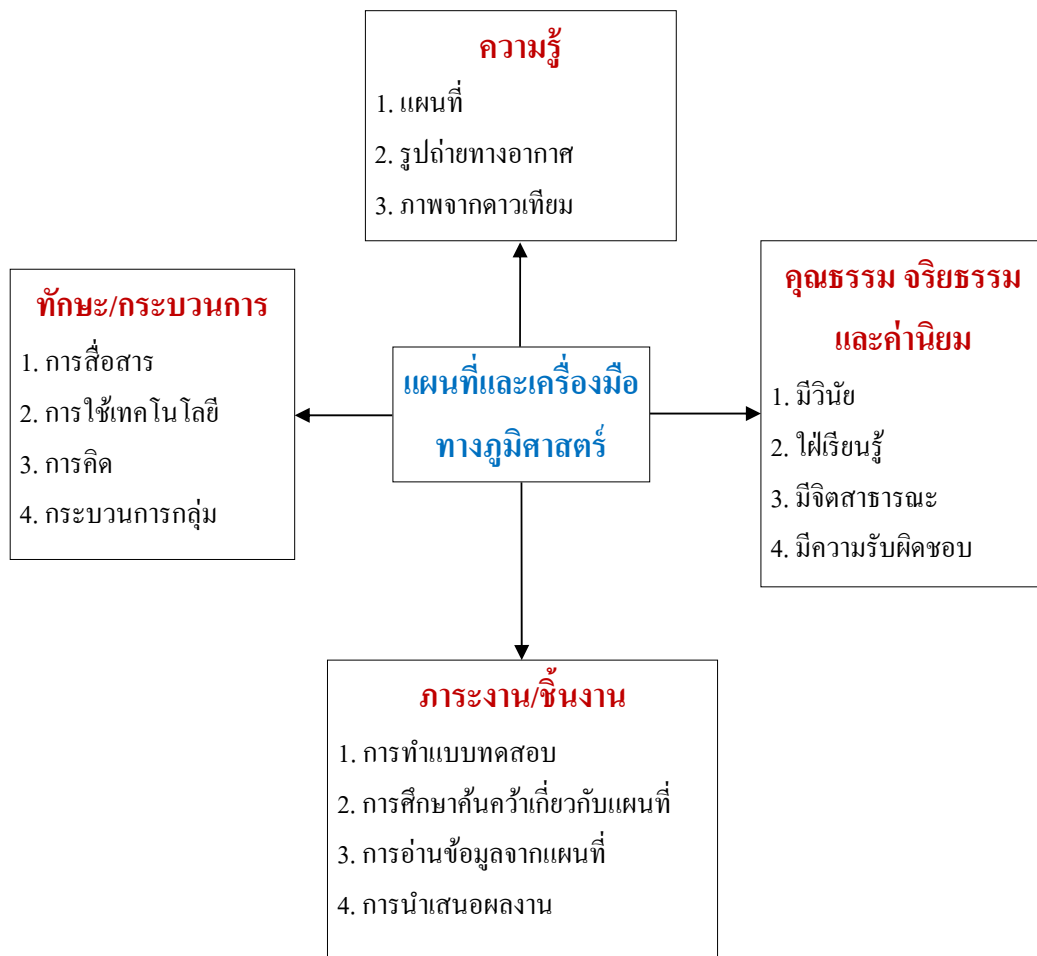 ความรู้
1. แผนที่
2. รูปถ่ายทางอากาศ
3. ภาพจากดาวเทียม
ทักษะ/กระบวนการ
1. การสื่อสาร
2. การใช้เทคโนโลยี
3. การคิด
4. กระบวนการกลุ่ม
แผนที่และเครื่องมือ
ทางภูมิศาสตร์
คุณธรรม จริยธรรม
และค่านิยม
1. มีวินัย
2. ใฝ่เรียนรู้
3. มีจิตสาธารณะ
4. มีความรับผิดชอบ
ภาระงาน/ชิ้นงาน
1. การทำแบบทดสอบ
2. การศึกษาค้นคว้าเกี่ยวกับแผนที่
3. การอ่านข้อมูลจากแผนที่
4. การนำเสนอผลงาน